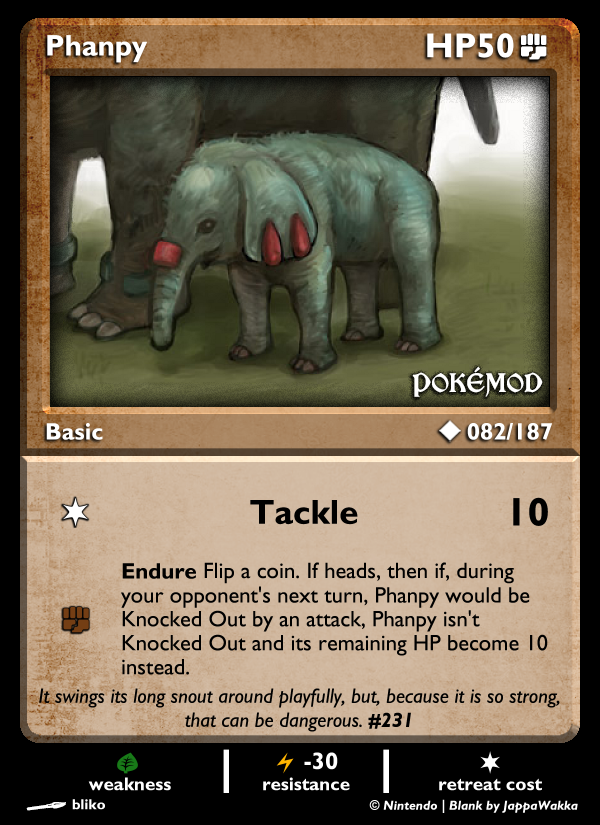 Phanpy HP50
POKÉMOD
Basic 082/187
Tackle 10
Endure Flip a coin. If heads, then if, during
your opponent's next turn, Phanpy would be
Knocked Out by an attack, Phanpy isn't
Knocked Out and its remaining HP become 10
instead.
It swings its long snout around playfully, but, because it is so strong,
that can be dangerous. #231
-30
weakness resistance retreat cost
bliko © Nintendo | Blank by JappaWakka